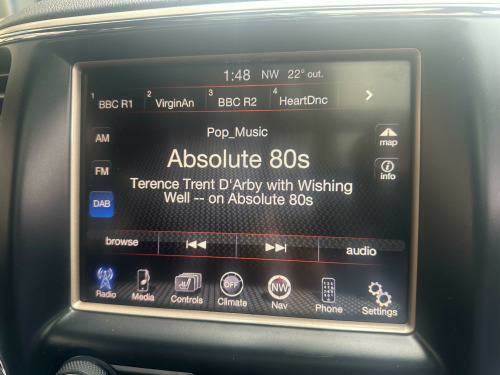 1:48 NW 22° out.
1 BBC R1 2 VirginAn 3 BBC R2 4 HeartDnc
AM
Pop_Music
map
Absolute 80s
FM
info
Terence Trent D'Arby with Wishing
Well -- on Absolute 80s
DAB
browse audio
Radio Media Controls OFF Climate NW Nav Phone Settings